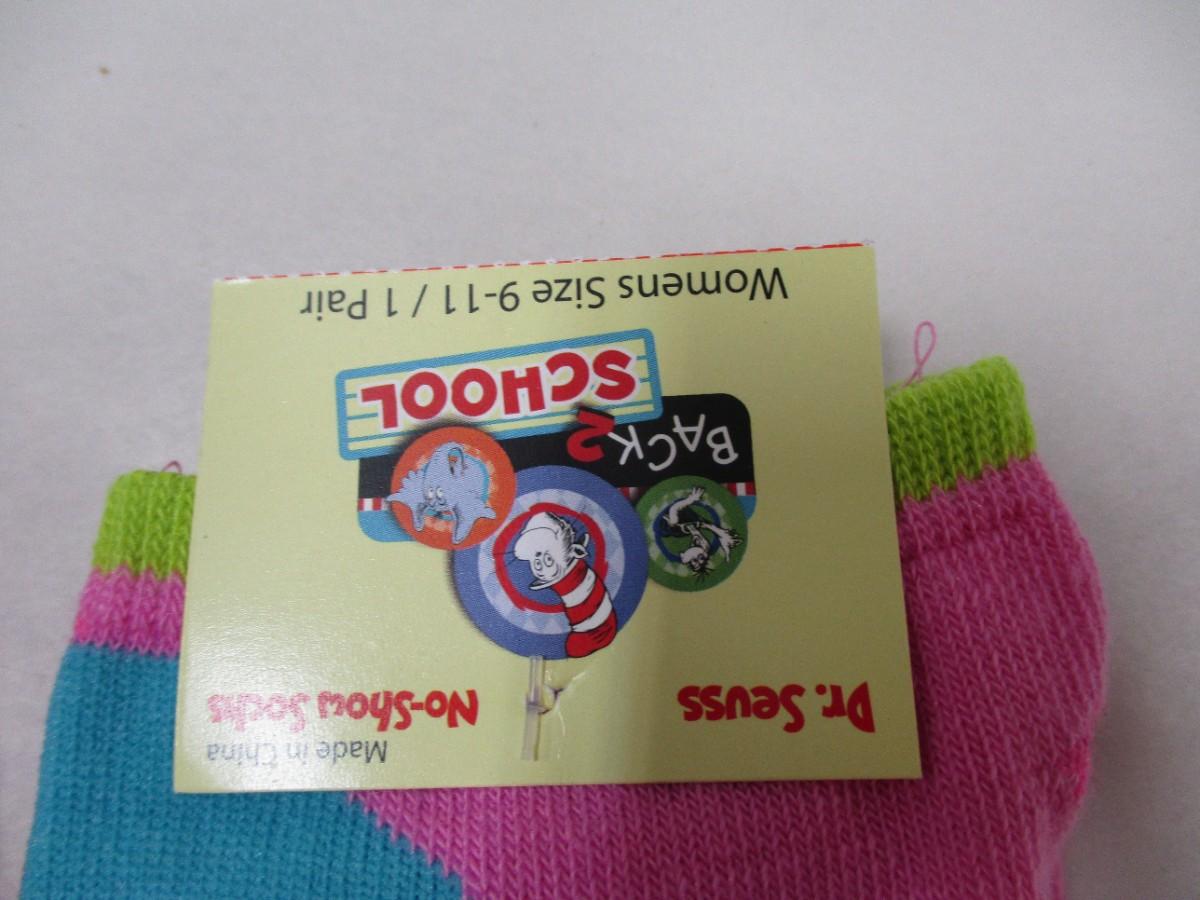 Dr. Seuss
Made in China
No-Show Socks
BACK 2
SCHOOL
Womens Size 9-11 / 1 Pair